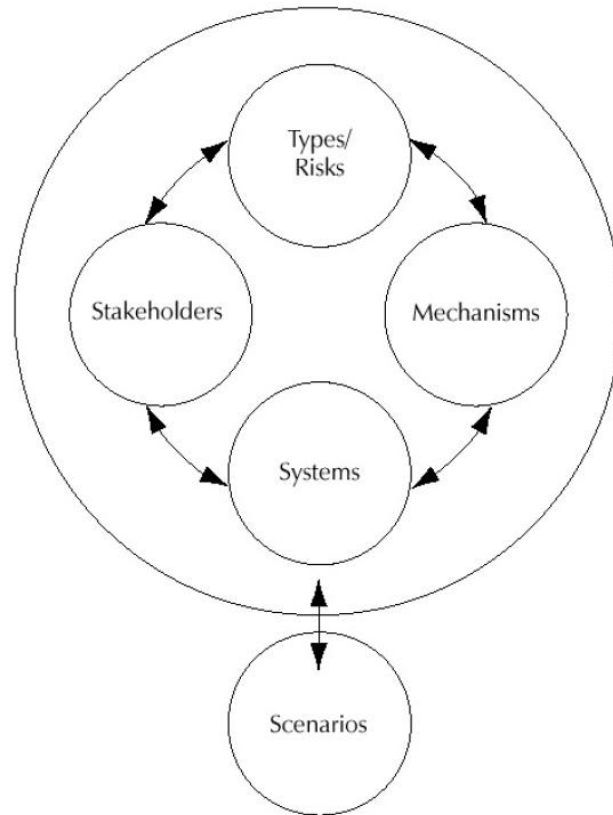 Types/
Risks
Stakeholders
Mechanisms
Systems
Scenarios